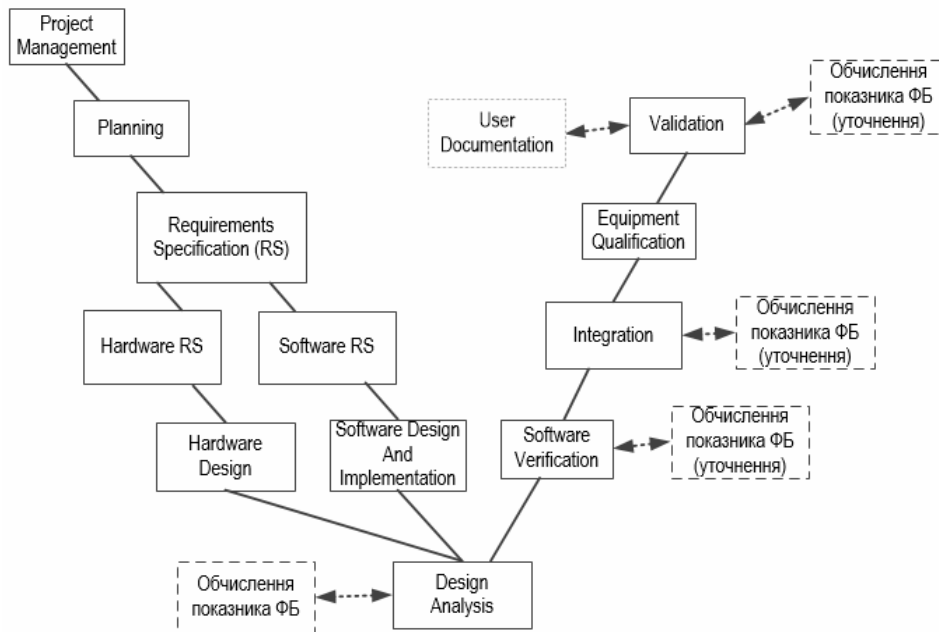 Project
Management
Planning
Requirements
Specification (RS)
Hardware RS
Software RS
Hardware
Design
Software Design
And
Implementation
Design
Analysis
Обчислення
показника ФБ
Software
Verification
Обчислення
показника ФБ
(уточнення)
Integration
Обчислення
показника ФБ
(уточнення)
Equipment
Qualification
Validation
User
Documentation
Обчислення
показника ФБ
(уточнення)